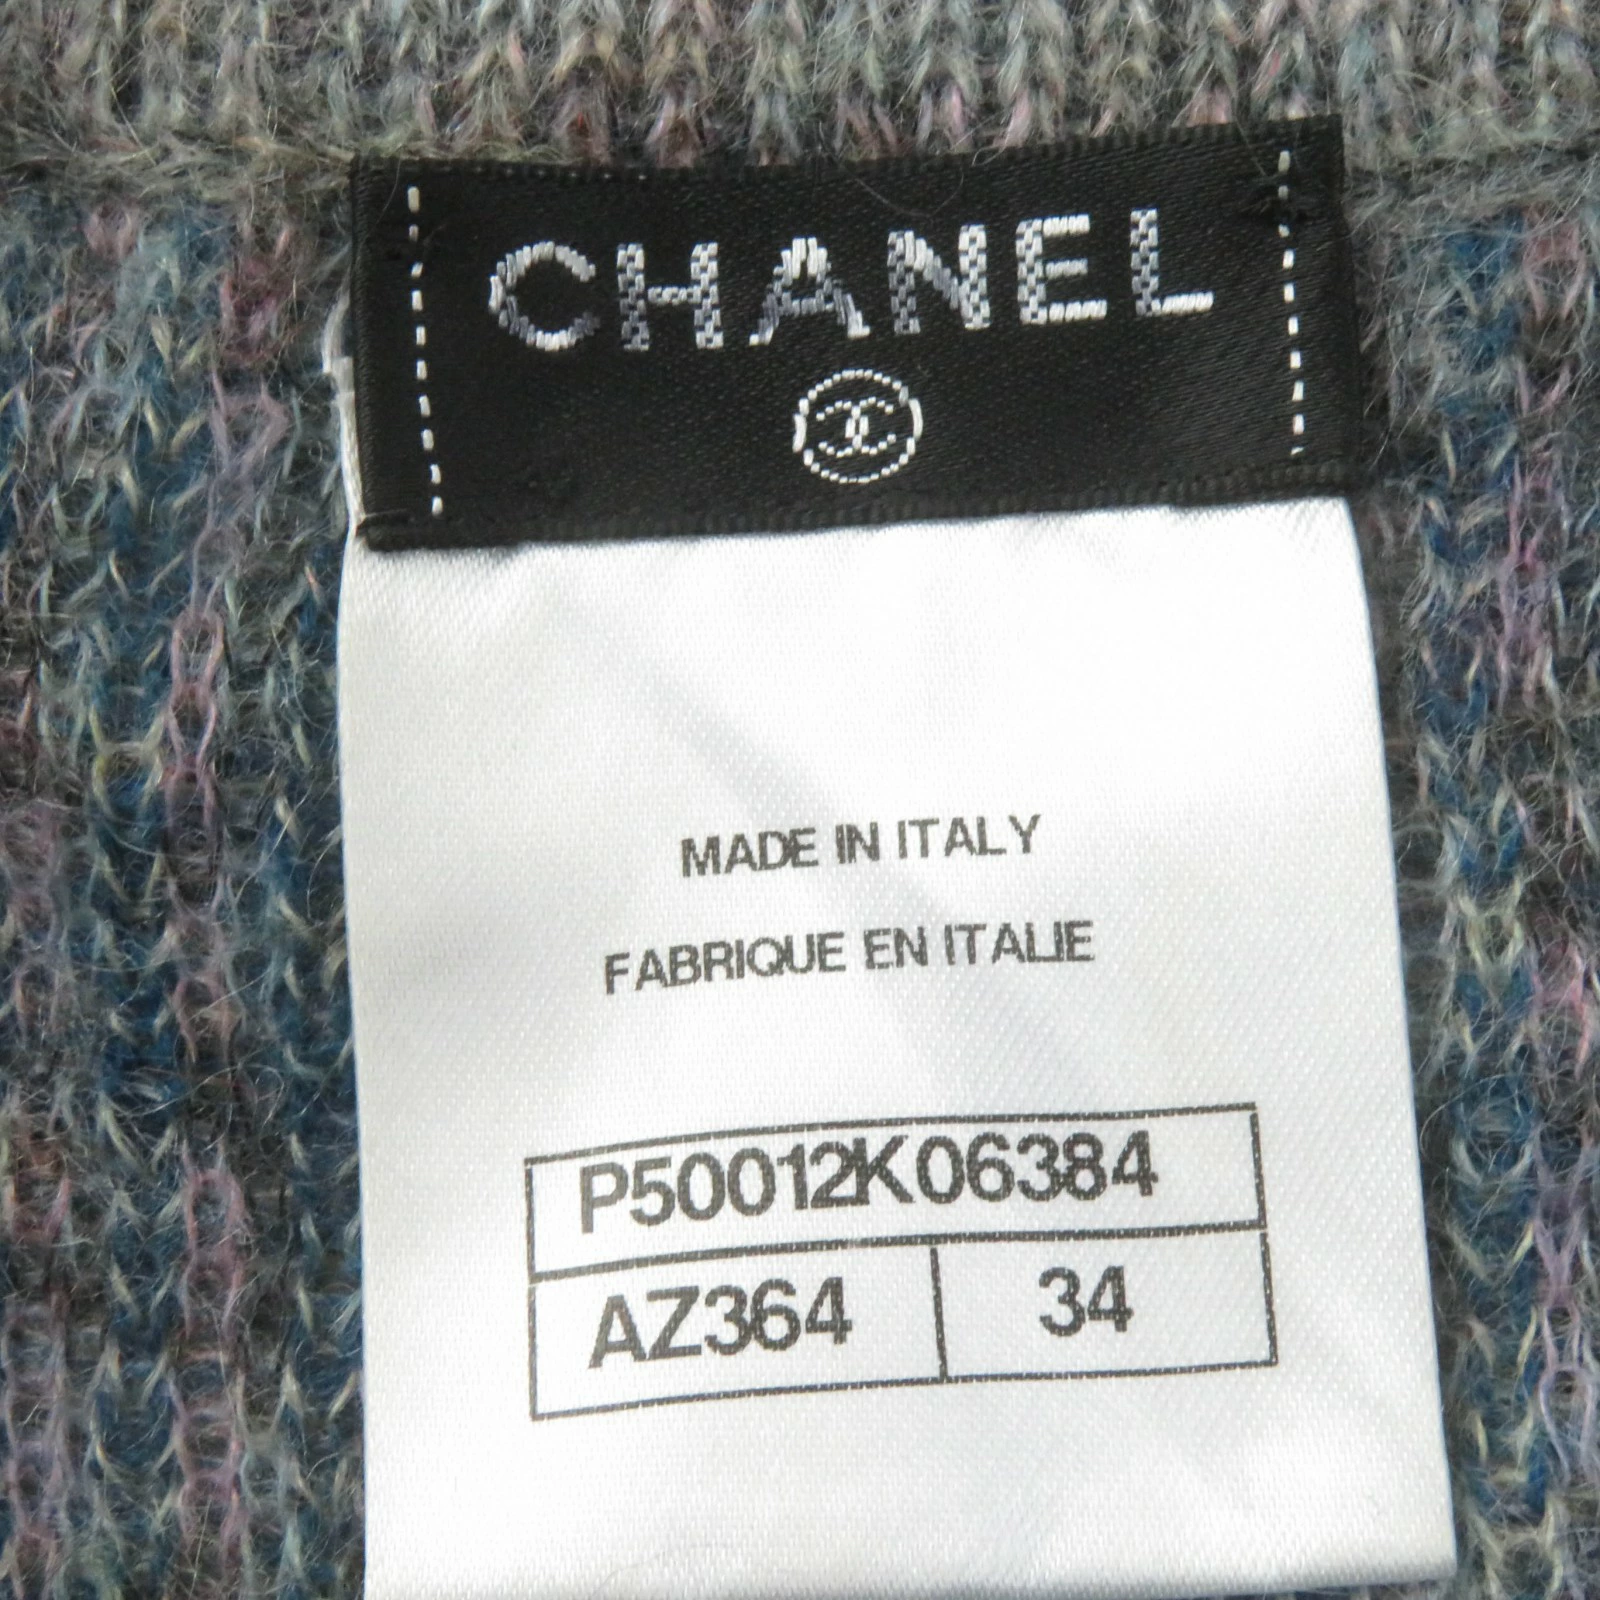 CHANEL
MADE IN ITALY
FABRIQUE EN ITALIE
P50012K06384
AZ364 34